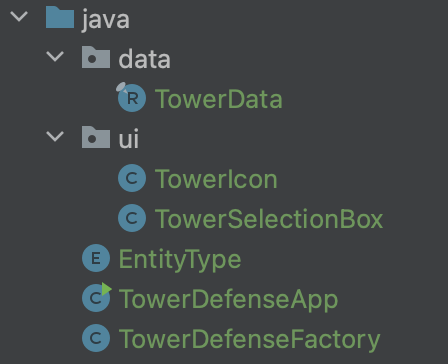 java
data
R TowerData
ui
C TowerIcon
C TowerSelectionBox
E EntityType
C TowerDefenseApp
C TowerDefenseFactory